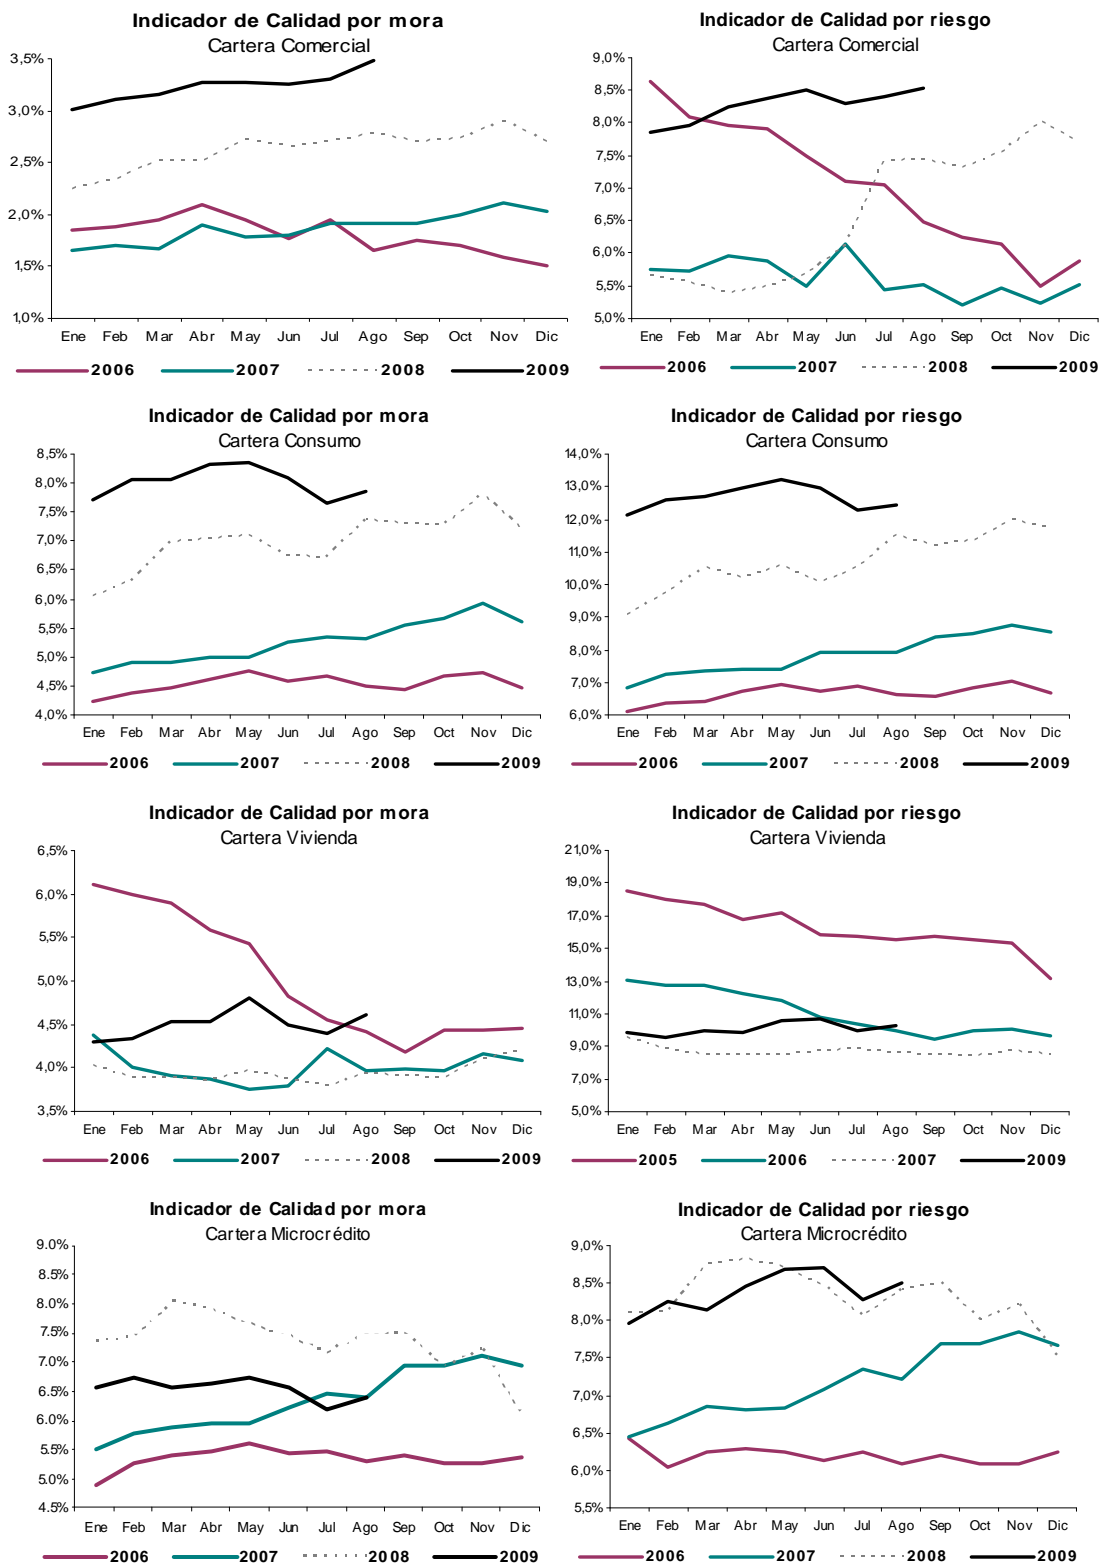 Indicador de Calidad por mora
Cartera Comercial
3,5%
3,0%
2,5%
2,0%
1,5%
1,0%
Ene Feb Mar Abr May Jun Jul Ago Sep Oct Nov Dic
2006 2007 2008 2009
Indicador de Calidad por riesgo
Cartera Comercial
9,0%
8,5%
8,0%
7,5%
7,0%
6,5%
6,0%
5,5%
5,0%
Ene Feb Mar Abr May Jun Jul Ago Sep Oct Nov Dic
2006 2007 2008 2009
Indicador de Calidad por mora
Cartera Consumo
8,5%
8,0%
7,5%
7,0%
6,5%
6,0%
5,5%
5,0%
4,5%
4,0%
Ene Feb Mar Abr May Jun Jul Ago Sep Oct Nov Dic
2006 2007 2008 2009
Indicador de Calidad por riesgo
Cartera Consumo
14,0%
13,0%
12,0%
11,0%
10,0%
9,0%
8,0%
7,0%
6,0%
Ene Feb Mar Abr May Jun Jul Ago Sep Oct Nov Dic
2006 2007 2008 2009
Indicador de Calidad por mora
Cartera Vivienda
6,5%
6,0%
5,5%
5,0%
4,5%
4,0%
3,5%
Ene Feb Mar Abr May Jun Jul Ago Sep Oct Nov Dic
2006 2007 2008 2009
Indicador de Calidad por riesgo
Cartera Vivienda
21,0%
19,0%
17,0%
15,0%
13,0%
11,0%
9,0%
7,0%
5,0%
Ene Feb Mar Abr May Jun Jul Ago Sep Oct Nov Dic
2005 2006 2007 2009
Indicador de Calidad por mora
Cartera Microcrédito
9.0%
8.5%
8.0%
7.5%
7.0%
6.5%
6.0%
5.5%
5.0%
4.5%
Ene Feb Mar Abr May Jun Jul Ago Sep Oct Nov Dic
2006 2007 2008 2009
Indicador de Calidad por riesgo
Cartera Microcrédito
9,0%
8,5%
8,0%
7,5%
7,0%
6,5%
6,0%
5,5%
Ene Feb Mar Abr May Jun Jul Ago Sep Oct Nov Dic
2006 2007 2008 2009